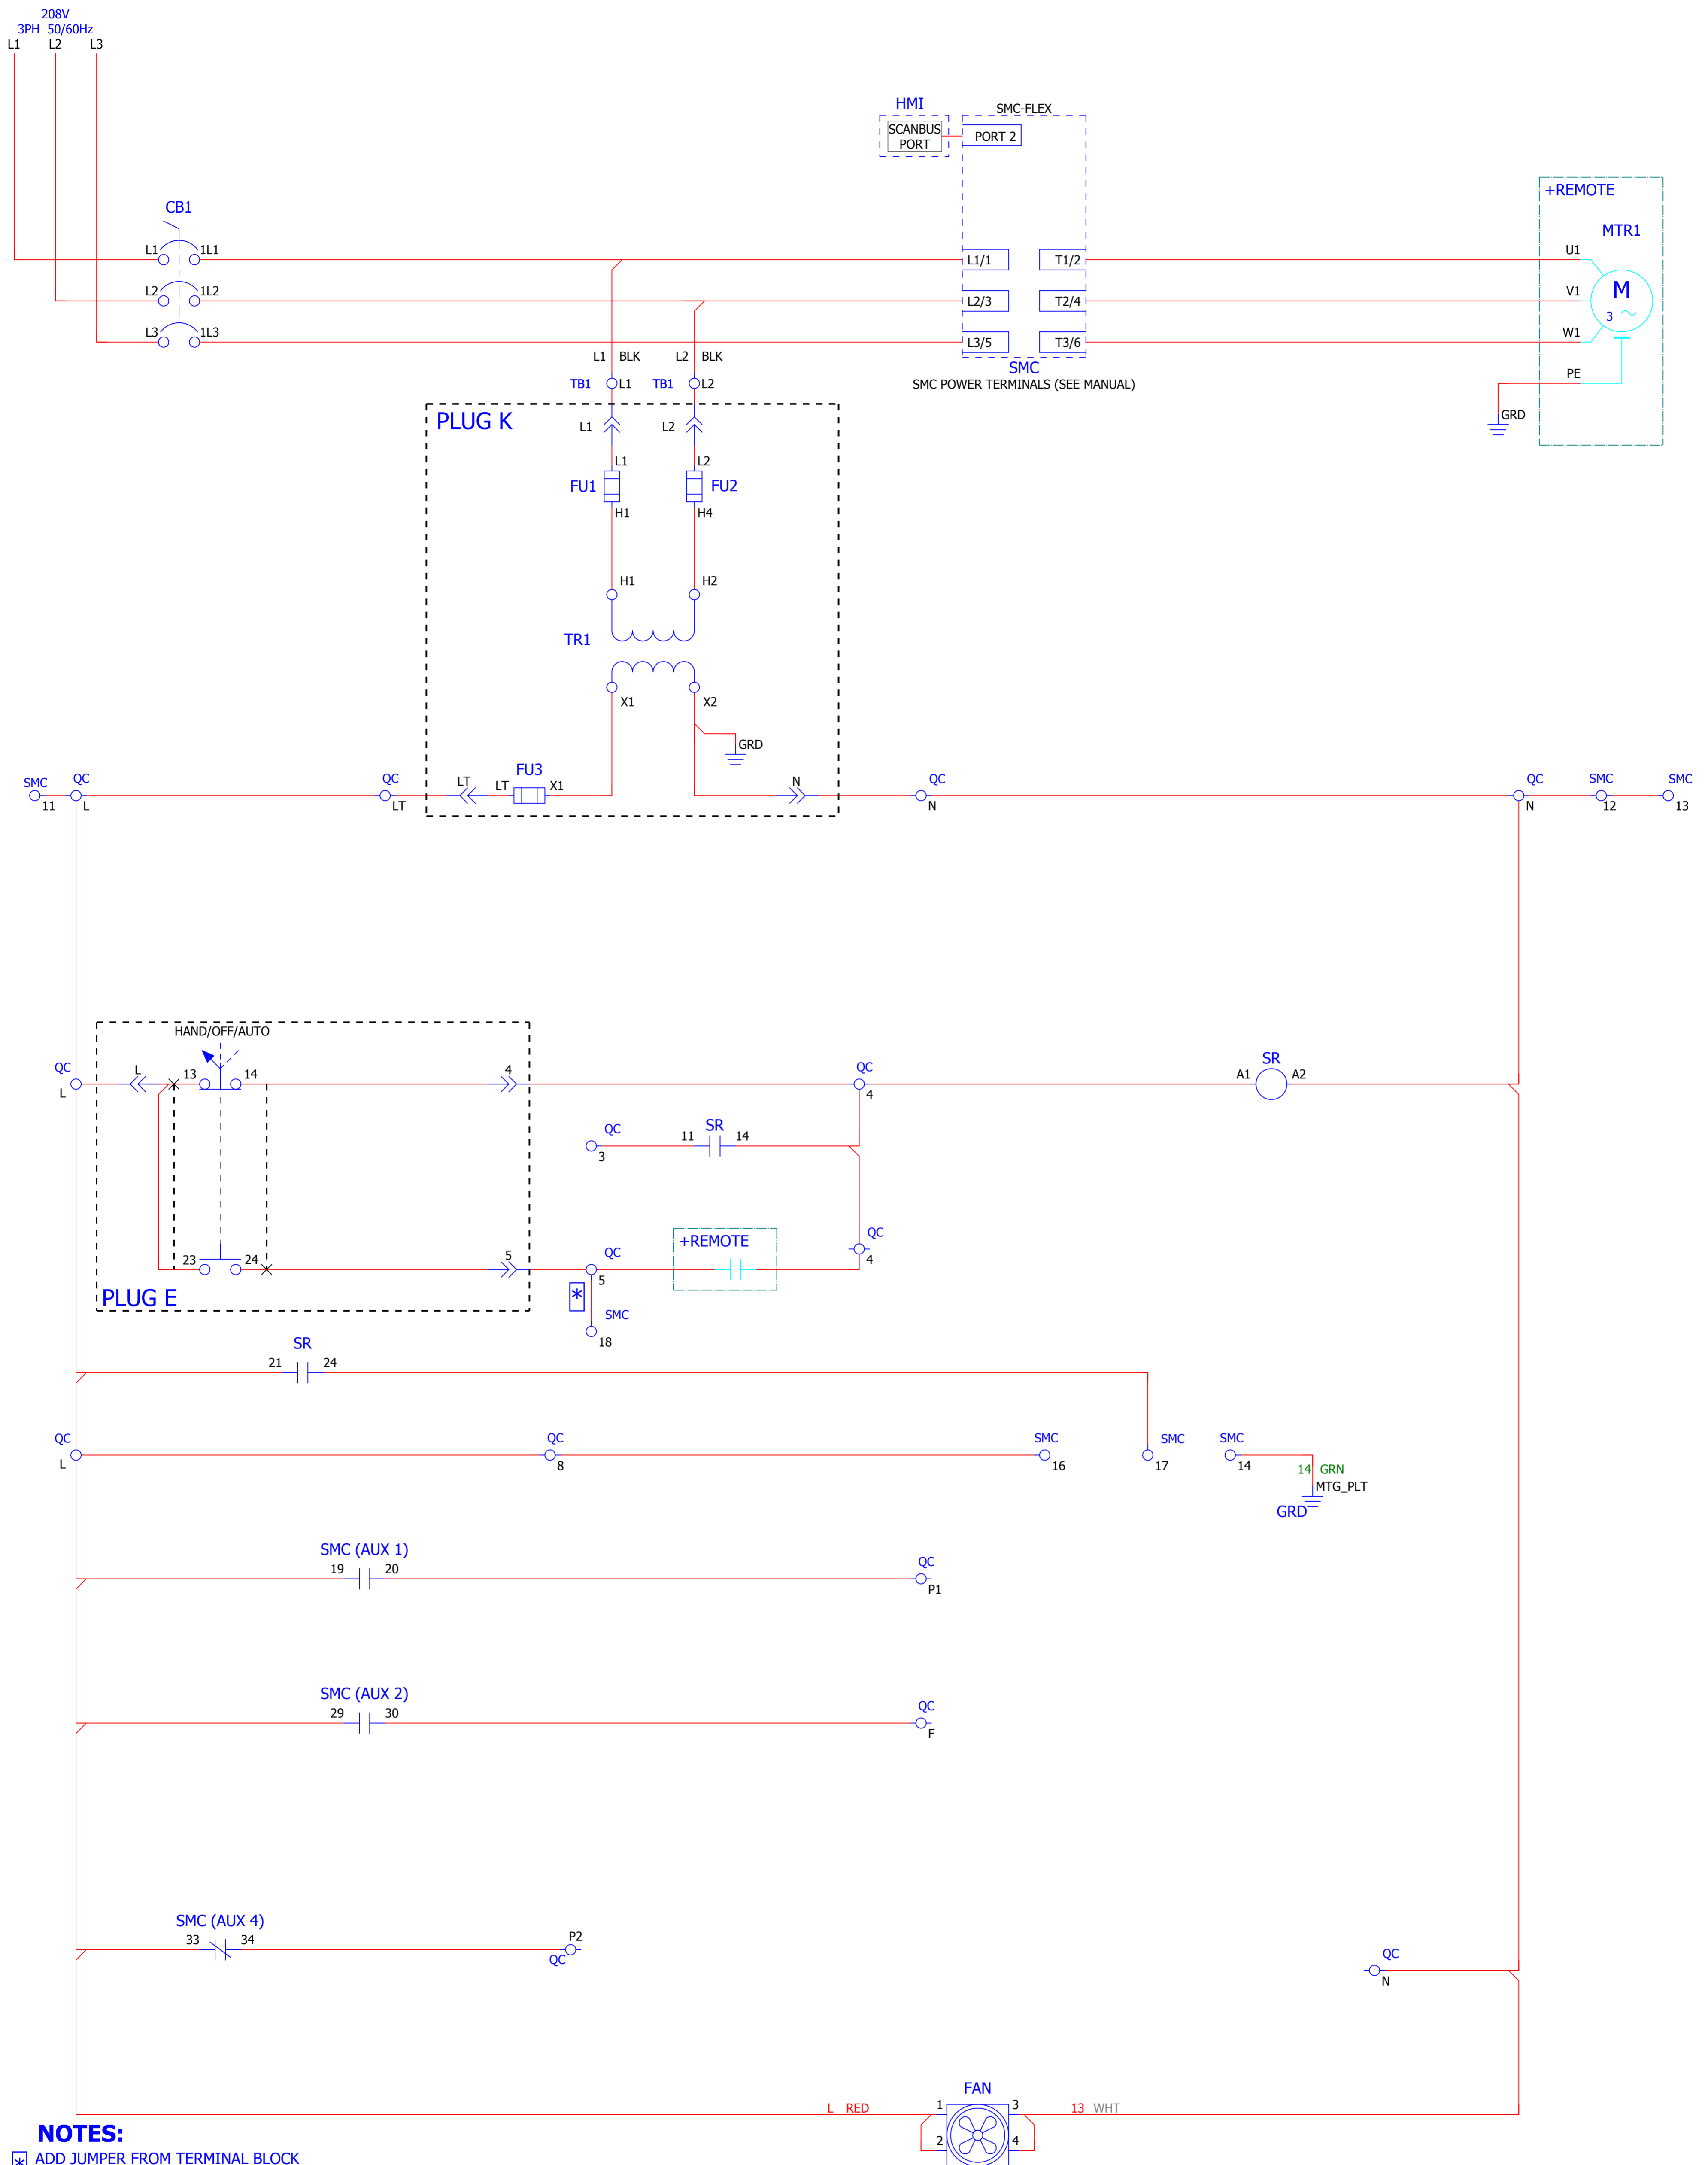 208V
3PH 50/60Hz
L1 L2 L3
HMI
SCANBUS
PORT
SMC-FLEX
PORT 2
+REMOTE
MTR1
CB1
L1 1L1
L2 1L2
L3 1L3
L1/1 T1/2
L2/3 T2/4
L3/5 T3/6
U1
V1
W1
PE
M
3
GRD
SMC
SMC POWER TERMINALS (SEE MANUAL)
L1 BLK L2 BLK
TB1 L1 TB1 L2
PLUG K
L1 L2
L1 L2
FU1 FU2
H1 H4
H1 H2
TR1
X1 X2
GRD
SMC QC QC LT LT FU3 X1 N QC QC SMC SMC
11 L LT N N 12 13
HAND/OFF/AUTO
QC L 13 14 4 QC A1 SR A2
L 4
QC 11 SR 14
3
+REMOTE
QC
4
23 24 5 QC
5
PLUG E
*
SMC
18
SR
21 24
QC QC SMC SMC SMC
L 8 16 17 14
14 GRN
MTG_PLT
GRD
SMC (AUX 1)
19 20 QC
P1
SMC (AUX 2)
29 30 QC
F
SMC (AUX 4)
33 34 P2
QC
QC
N
FAN
L RED 1 3 13 WHT
2 4
NOTES:
* ADD JUMPER FROM TERMINAL BLOCK